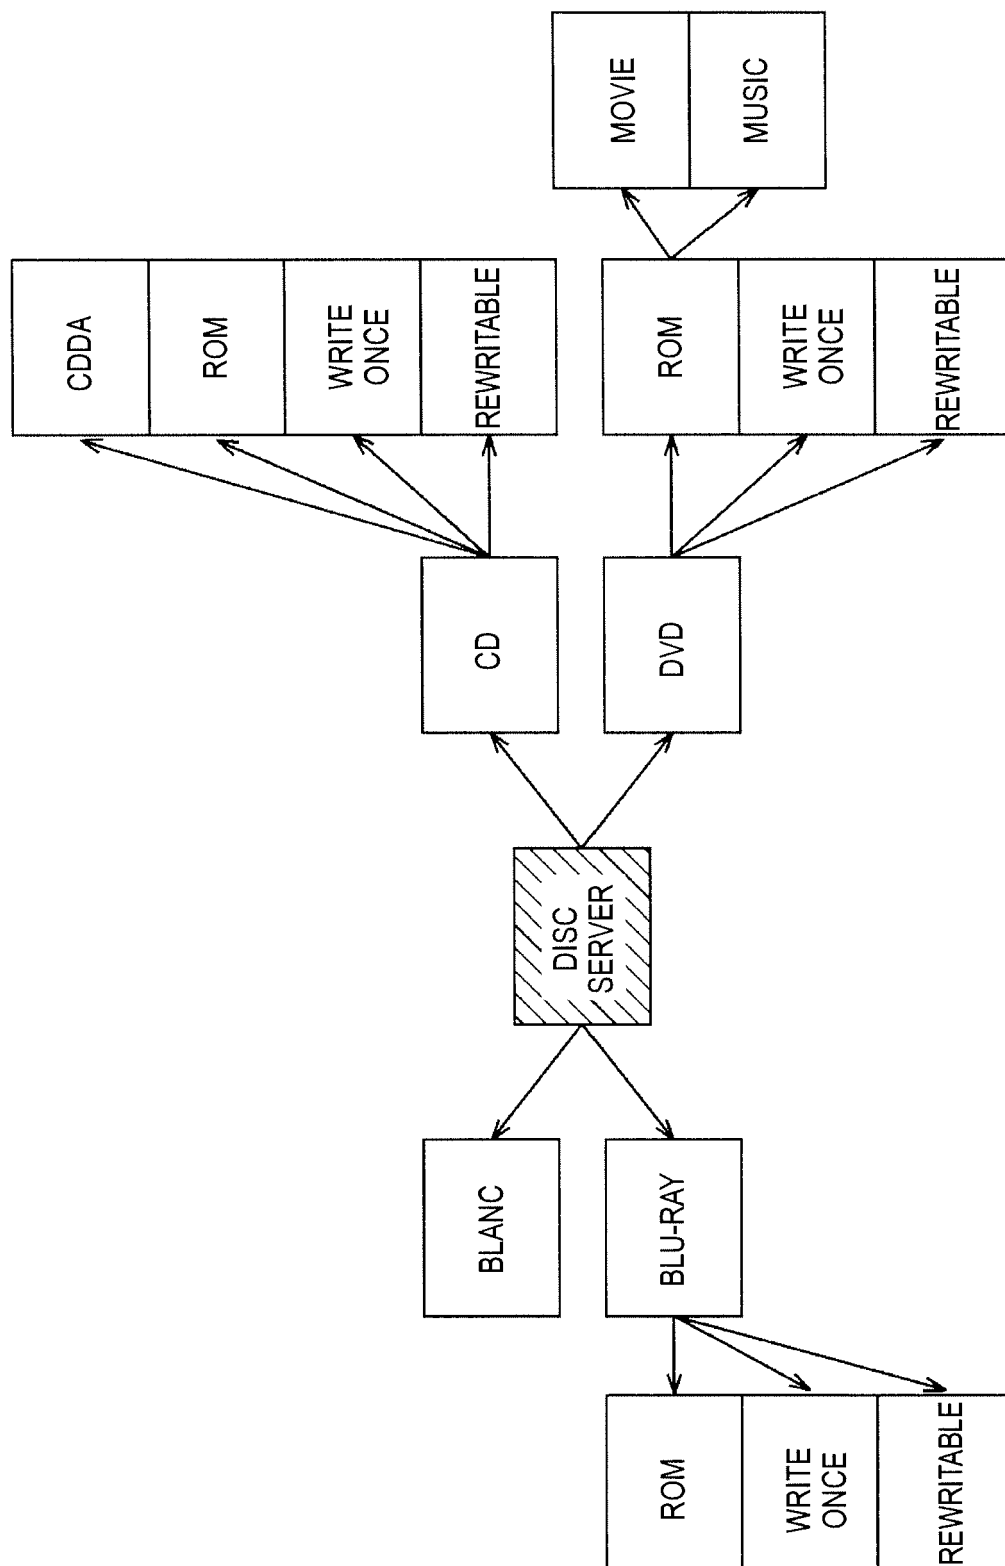 CDDA
ROM
WRITE
ONCE
REWRITABLE
MOVIE
MUSIC
ROM
WRITE
ONCE
REWRITABLE
CD
DVD
DISC
SERVER
BLANC
BLU-RAY
ROM
WRITE
ONCE
REWRITABLE